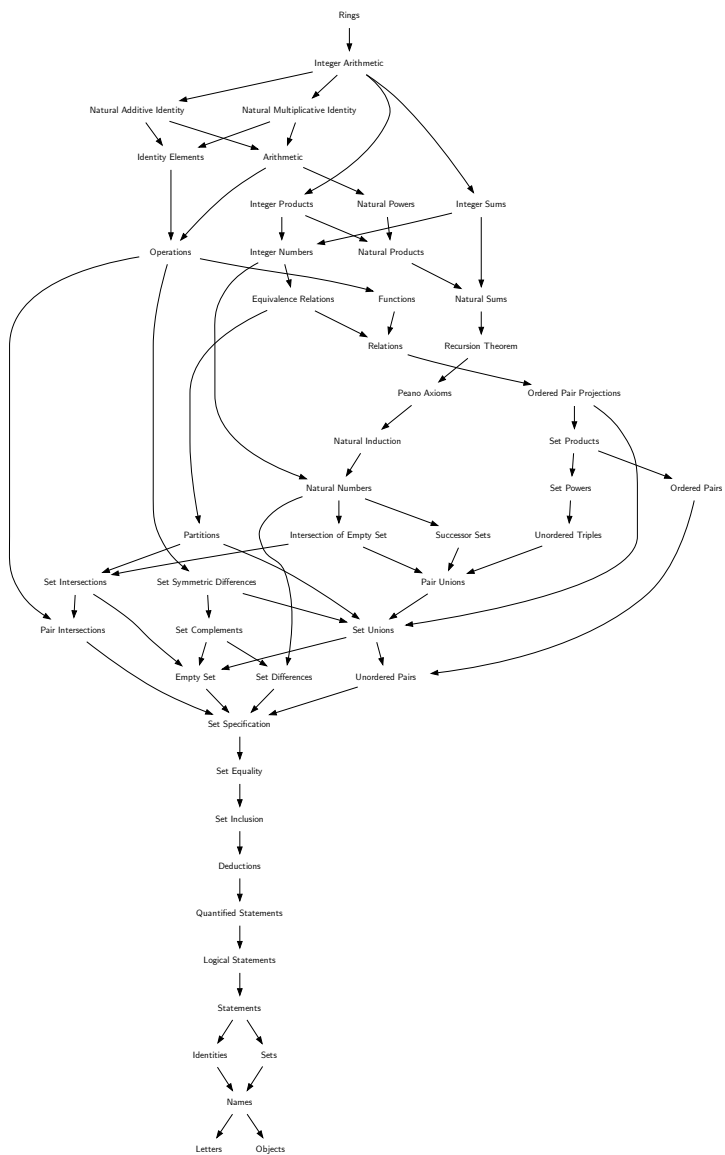 Rings
Integer Arithmetic
Natural Additive Identity
Natural Multiplicative Identity
Identity Elements
Arithmetic
Integer Products
Natural Powers
Integer Sums
Operations
Integer Numbers
Natural Products
Equivalence Relations
Functions
Natural Sums
Relations
Recursion Theorem
Peano Axioms
Ordered Pair Projections
Natural Induction
Set Products
Natural Numbers
Set Powers
Ordered Pairs
Partitions
Intersection of Empty Set
Successor Sets
Unordered Triples
Set Intersections
Set Symmetric Differences
Pair Unions
Pair Intersections
Set Complements
Set Unions
Empty Set
Set Differences
Unordered Pairs
Set Specification
Set Equality
Set Inclusion
Deductions
Quantified Statements
Logical Statements
Statements
Identities
Sets
Names
Letters
Objects